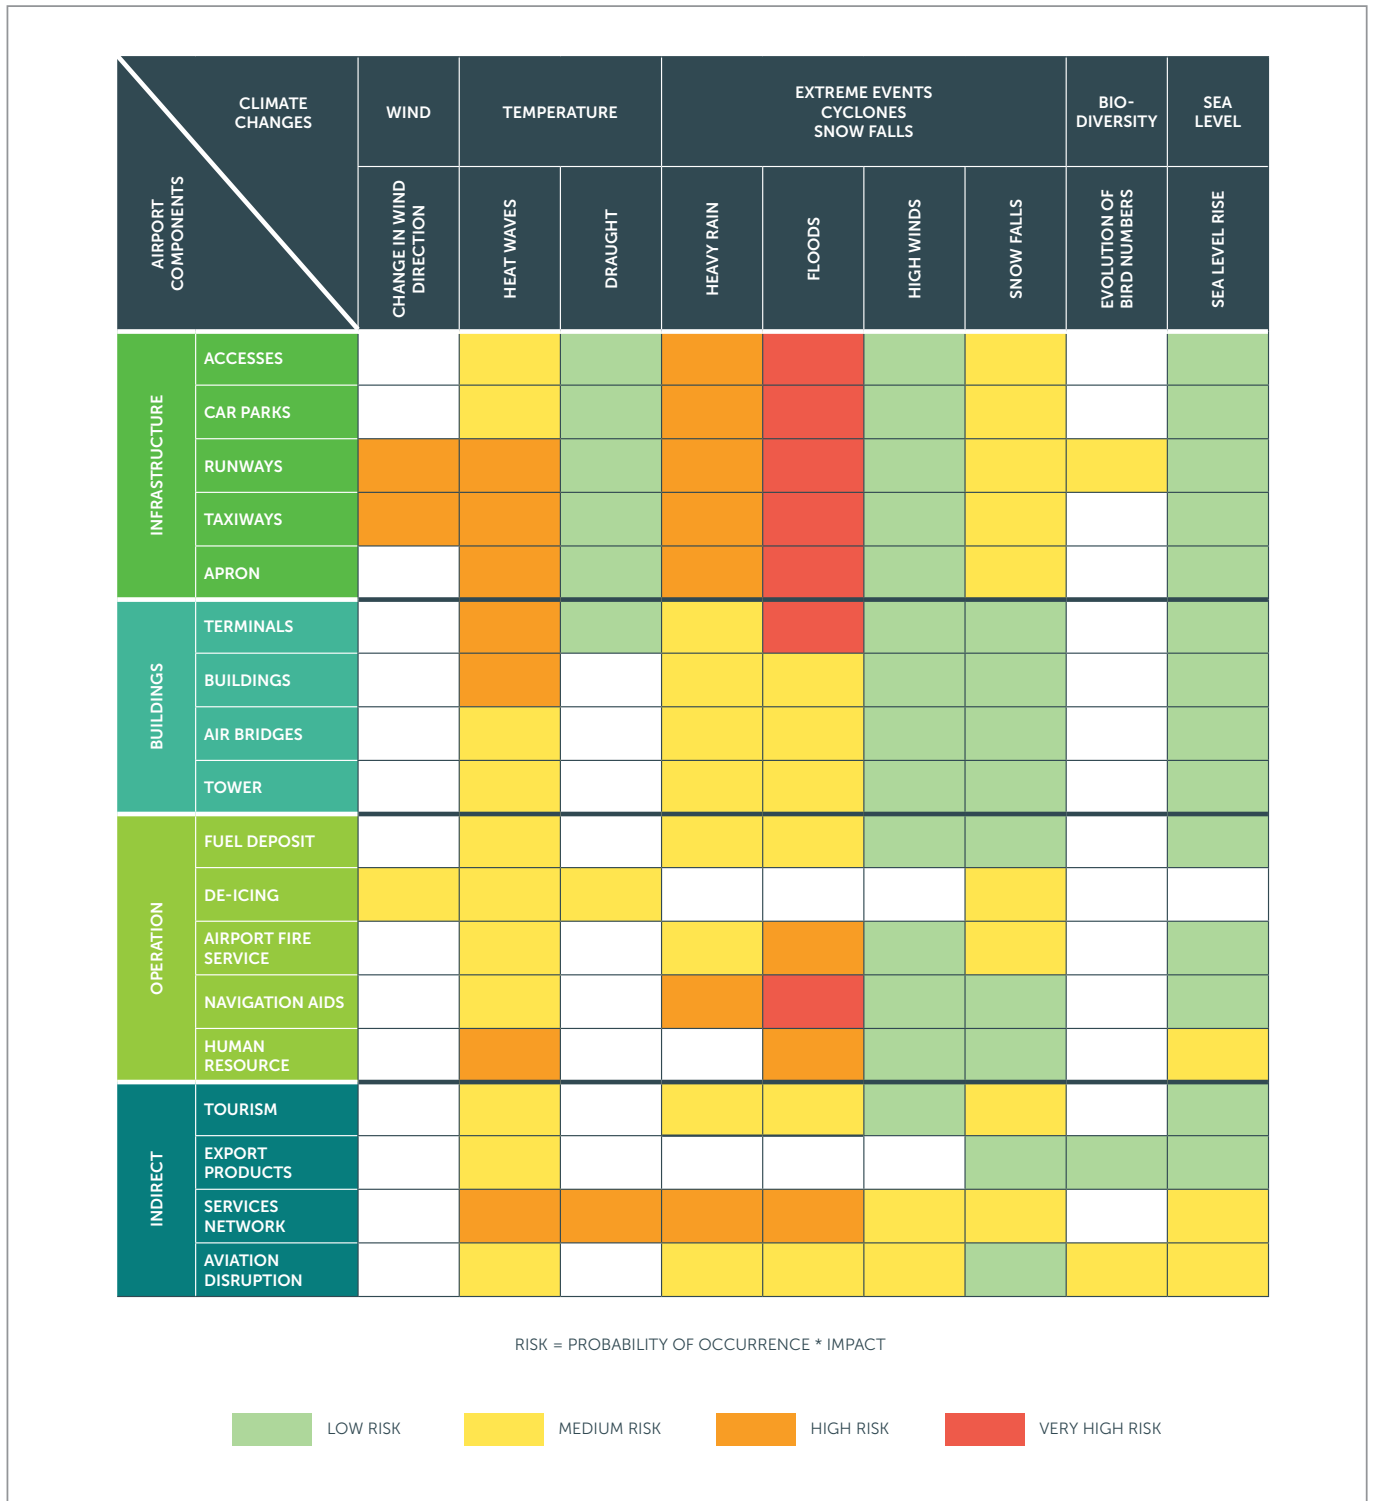 CLIMATE
CHANGES
WIND
TEMPERATURE
EXTREME EVENTS
CYCLONES
SNOW FALLS
BIO-
DIVERSITY
SEA
LEVEL
AIRPORT
COMPONENTS
CHANGE IN WIND
DIRECTION
HEAT WAVES
DRAUGHT
HEAVY RAIN
FLOODS
HIGH WINDS
SNOW FALLS
EVOLUTION OF
BIRD NUMBERS
SEA LEVEL RISE
INFRASTRUCTURE
ACCESSES
CAR PARKS
RUNWAYS
TAXIWAYS
APRON
BUILDINGS
TERMINALS
BUILDINGS
AIR BRIDGES
TOWER
OPERATION
FUEL DEPOSIT
DE-ICING
AIRPORT FIRE
SERVICE
NAVIGATION AIDS
HUMAN
RESOURCE
INDIRECT
TOURISM
EXPORT
PRODUCTS
SERVICES
NETWORK
AVIATION
DISRUPTION
RISK = PROBABILITY OF OCCURRENCE * IMPACT
LOW RISK
MEDIUM RISK
HIGH RISK
VERY HIGH RISK